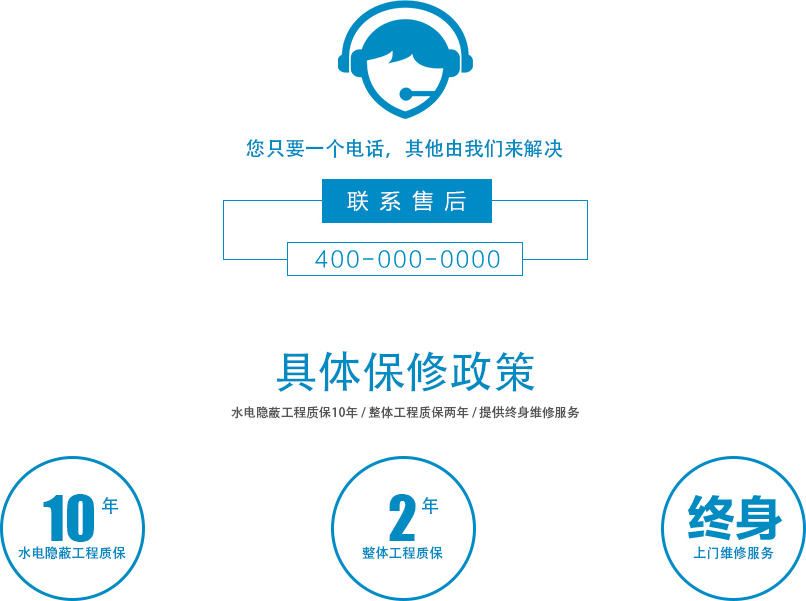 您只要一个电话，其他由我们来解决
联系售后
400-000-0000
具体保修政策
水电隐蔽工程质保10年 / 整体工程质保两年 / 提供终身维修服务
10年
水电隐蔽工程质保
2年
整体工程质保
终身
上门维修服务